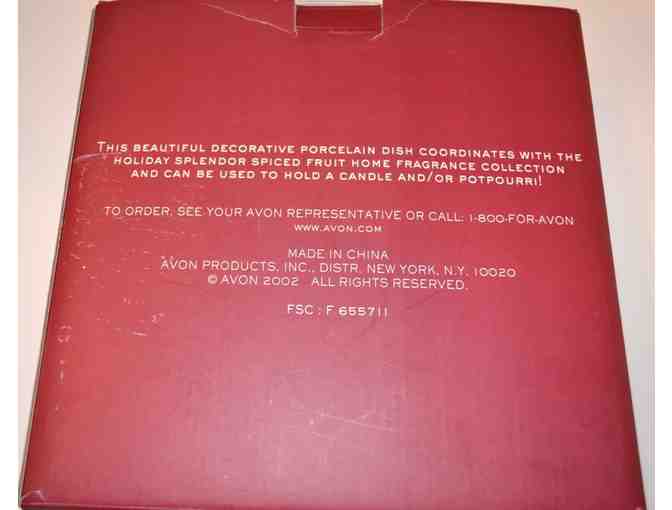 THIS BEAUTIFUL DECORATIVE PORCELAIN DISH COORDINATES WITH THE
HOLIDAY SPLENDOR SPICED FRUIT HOME FRAGRANCE COLLECTION
AND CAN BE USED TO HOLD A CANDLE AND/OR POTPOURRI!
TO ORDER, SEE YOUR AVON REPRESENTATIVE OR CALL: 1-800-FOR-AVON
WWW.AVON.COM
MADE IN CHINA
AVON PRODUCTS, INC., DISTR. NEW YORK, N.Y. 10020
© AVON 2002 ALL RIGHTS RESERVED.
FSC : F 655711